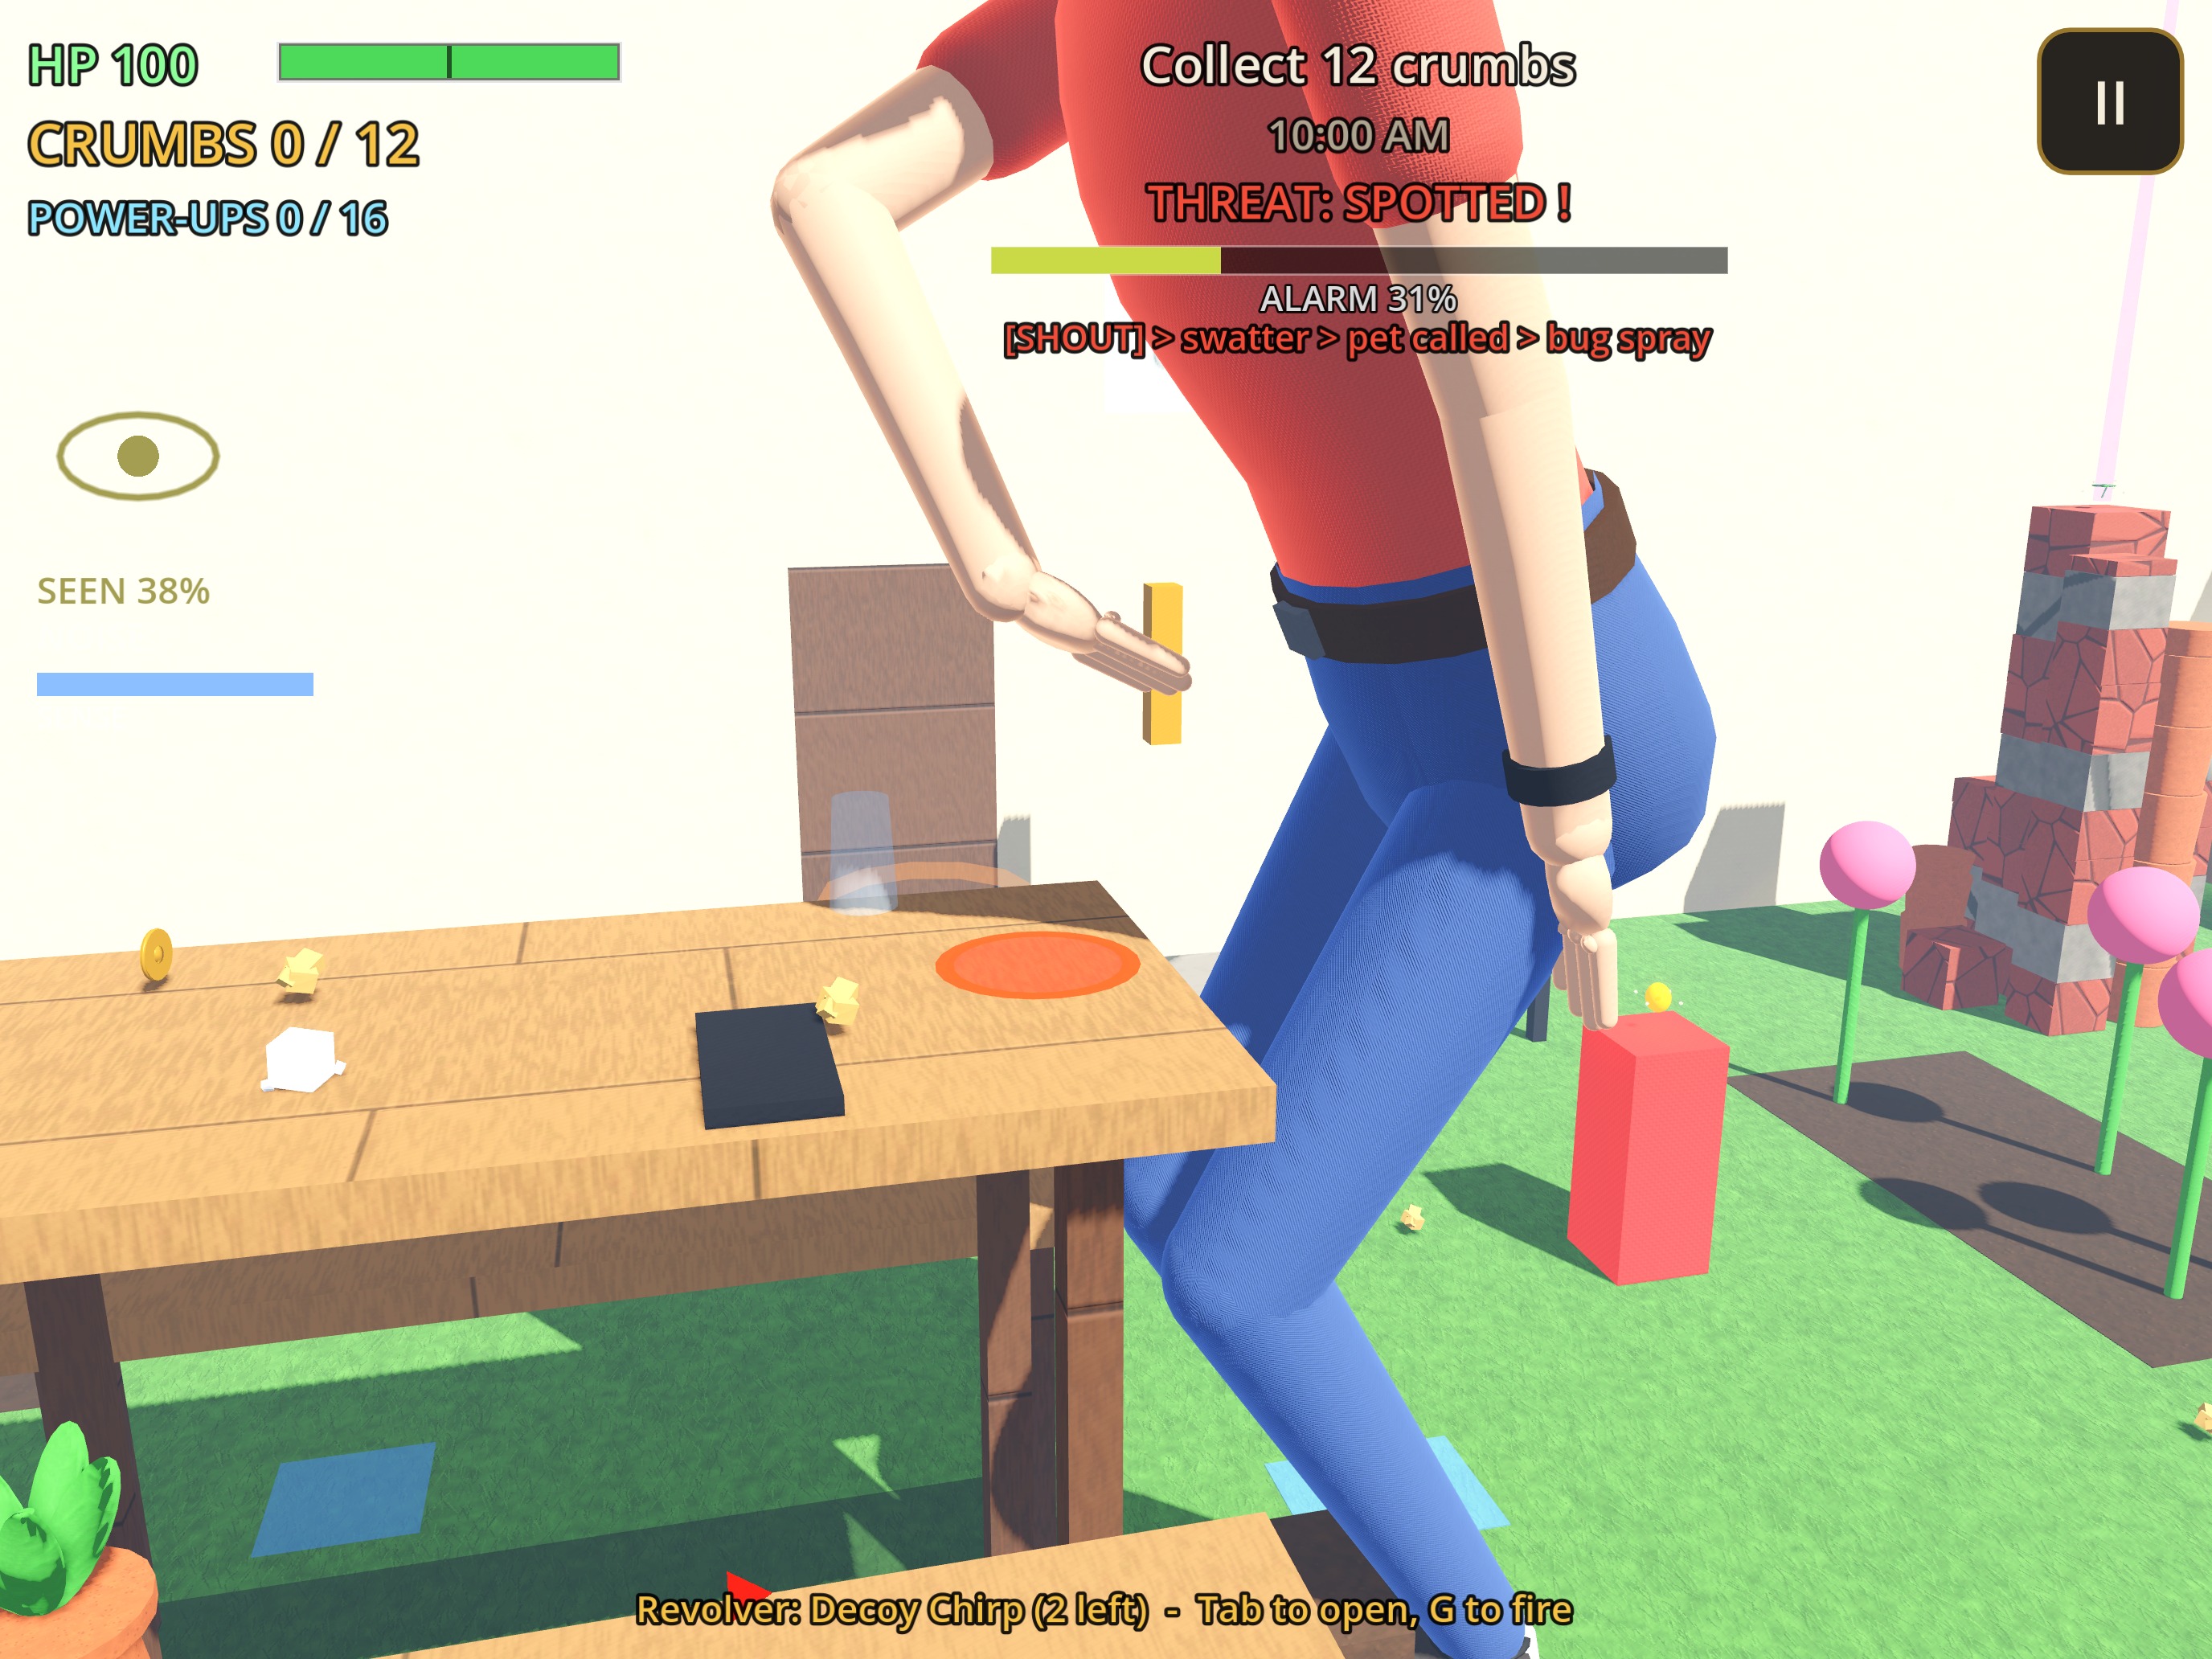 HP 100
CRUMBS 0 / 12
POWER-UPS 0 / 16
Collect 12 crumbs
10:00 AM
THREAT: SPOTTED !
ALARM 31%
[SHOUT] > swatter > pet called > bug spray
SEEN 38%
Revolver: Decoy Chirp (2 left) - Tab to open, G to fire